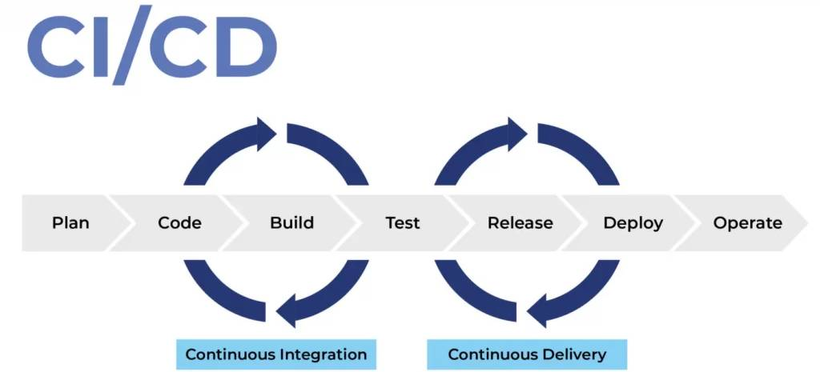 CI/CD
Plan Code Build Test Release Deploy Operate
Continuous Integration Continuous Delivery